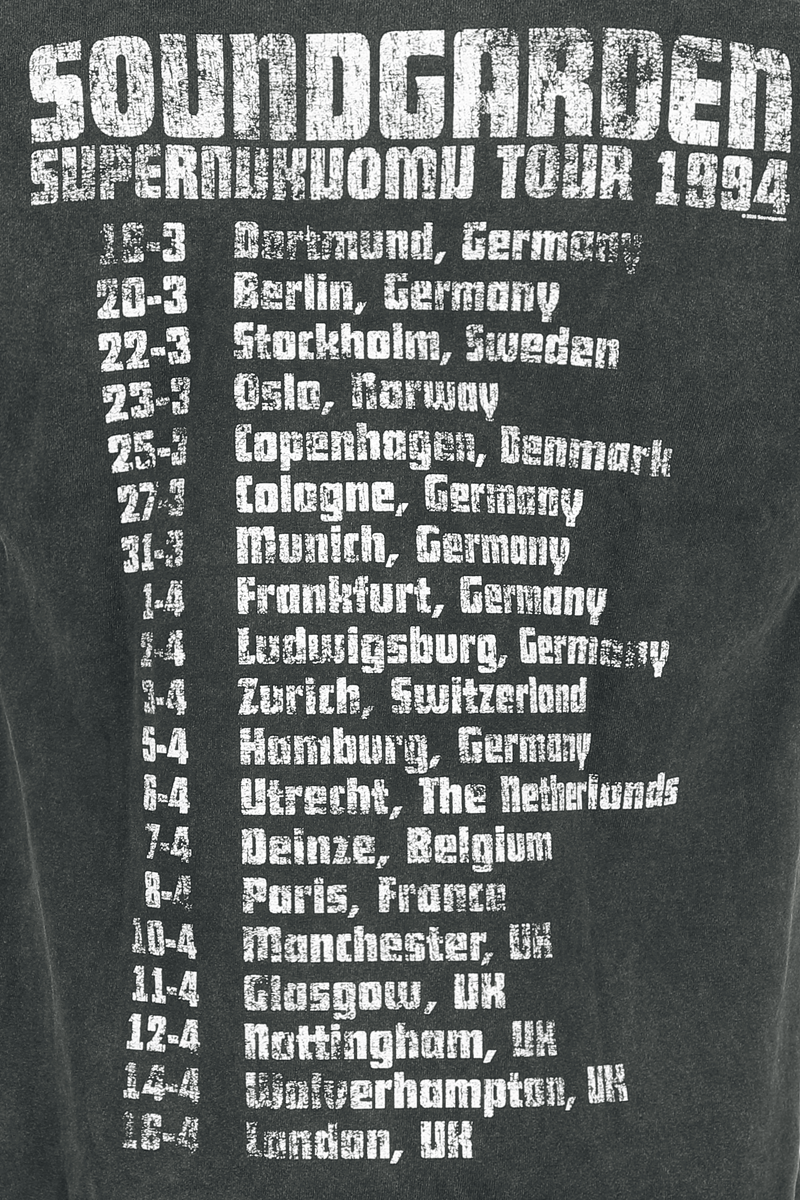 SOUNDGARDEN
SUPERNUKUOMU TOUR 1994
18-3 Dortmund, Germany
20-3 Berlin, Germany
22-3 Stockholm, Sweden
23-3 Oslo, Norway
25-3 Copenhagen, Denmark
27-3 Cologne, Germany
31-3 Munich, Germany
1-4 Frankfurt, Germany
2-4 Ludwigsburg, Germany
3-4 Zurich, Switzerland
5-4 Hamburg, Germany
6-4 Utrecht, The Netherlands
7-4 Deinze, Belgium
8-4 Paris, France
10-4 Manchester, UK
11-4 Glasgow, UK
12-4 Nottingham, UK
14-4 Wolverhampton, UK
16-4 London, UK